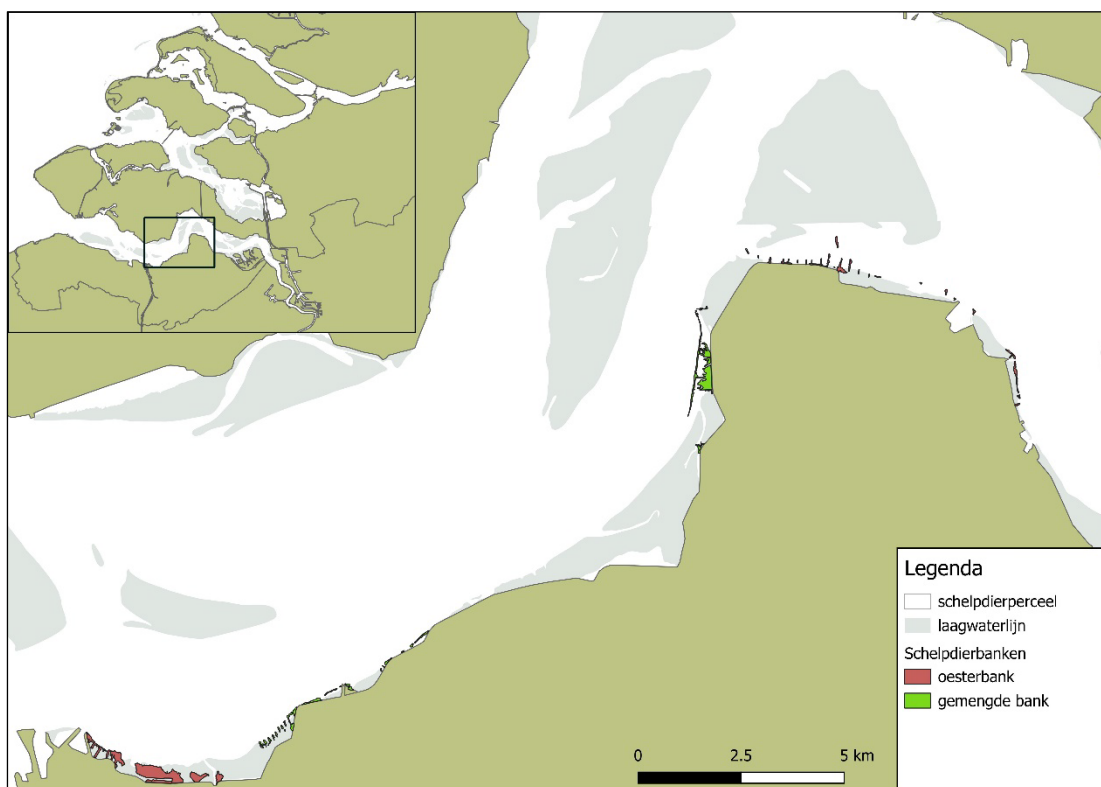 Legenda
schelpdierperceel
laagwaterlijn
Schelpdierbanken
oesterbank
gemengde bank
0 2.5 5 km